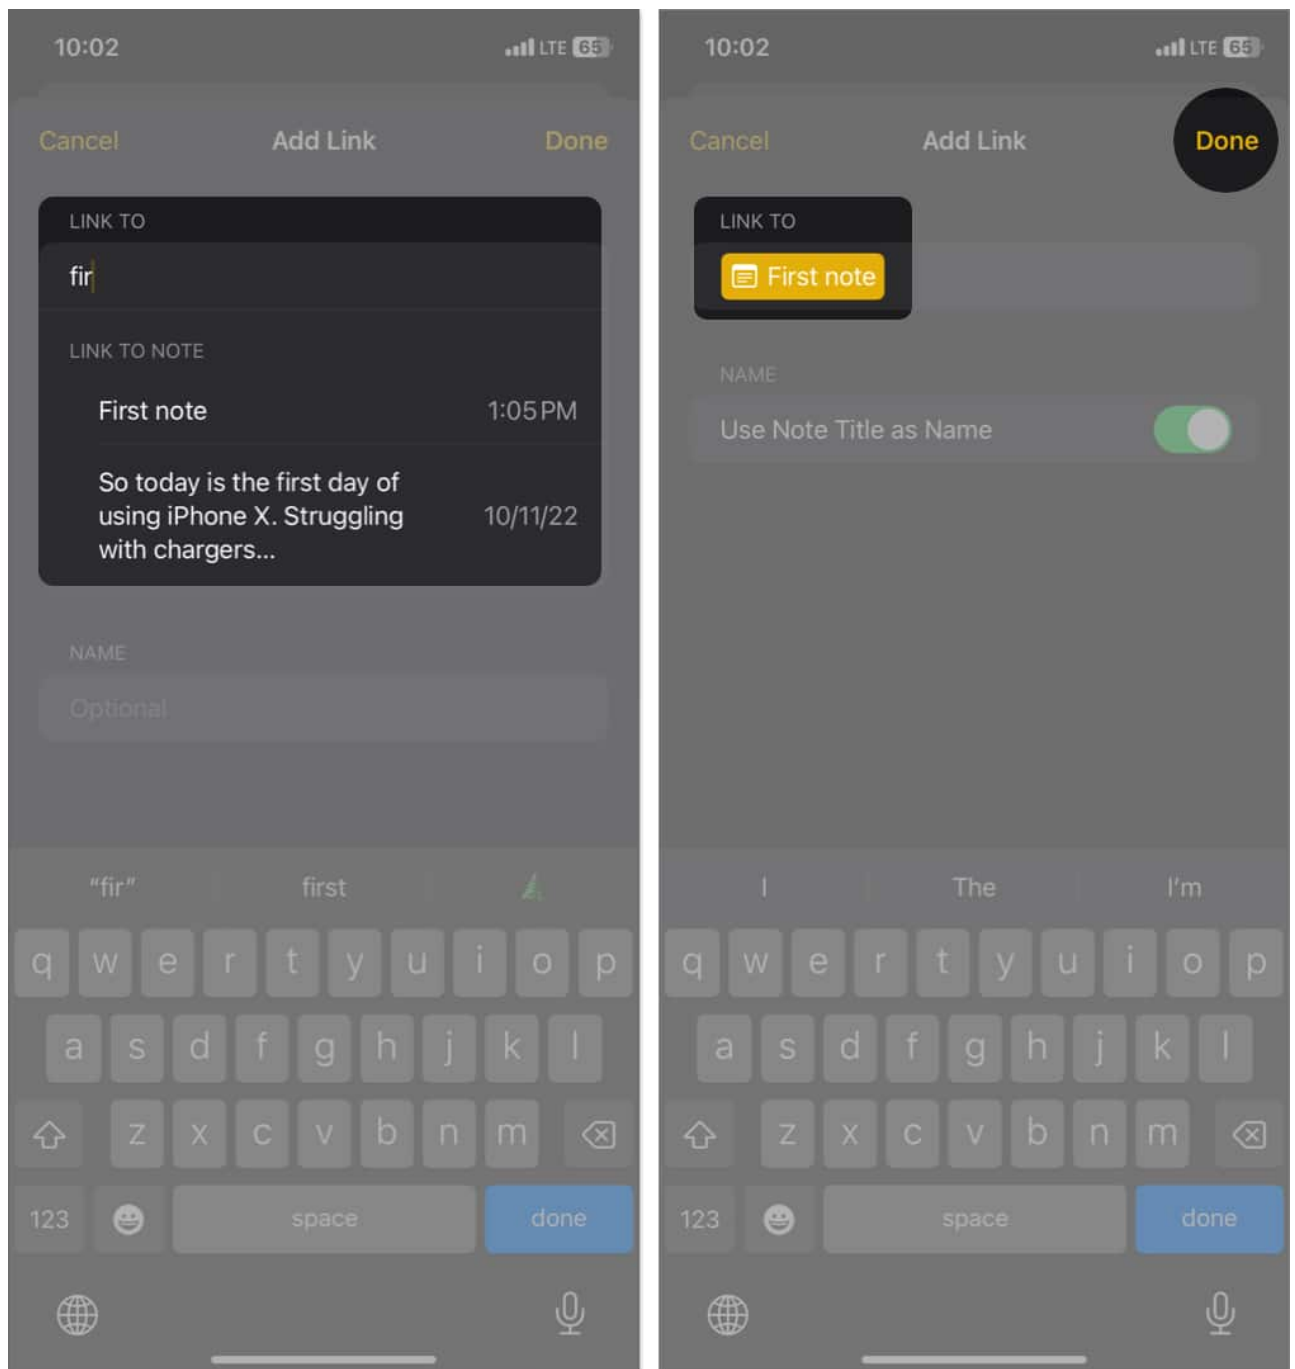 10:02
LTE 65
Cancel
Add Link
Done
LINK TO
fir
LINK TO NOTE
First note
1:05 PM
So today is the first day of
using iPhone X. Struggling
with chargers...
10/11/22
NAME
Optional
"fir"
first
q w e r t y u i o p
a s d f g h j k l
z x c v b n m
123
space
done
10:02
LTE 65
Cancel
Add Link
Done
LINK TO
First note
NAME
Use Note Title as Name
I
The
I'm
q w e r t y u i o p
a s d f g h j k l
z x c v b n m
123
space
done